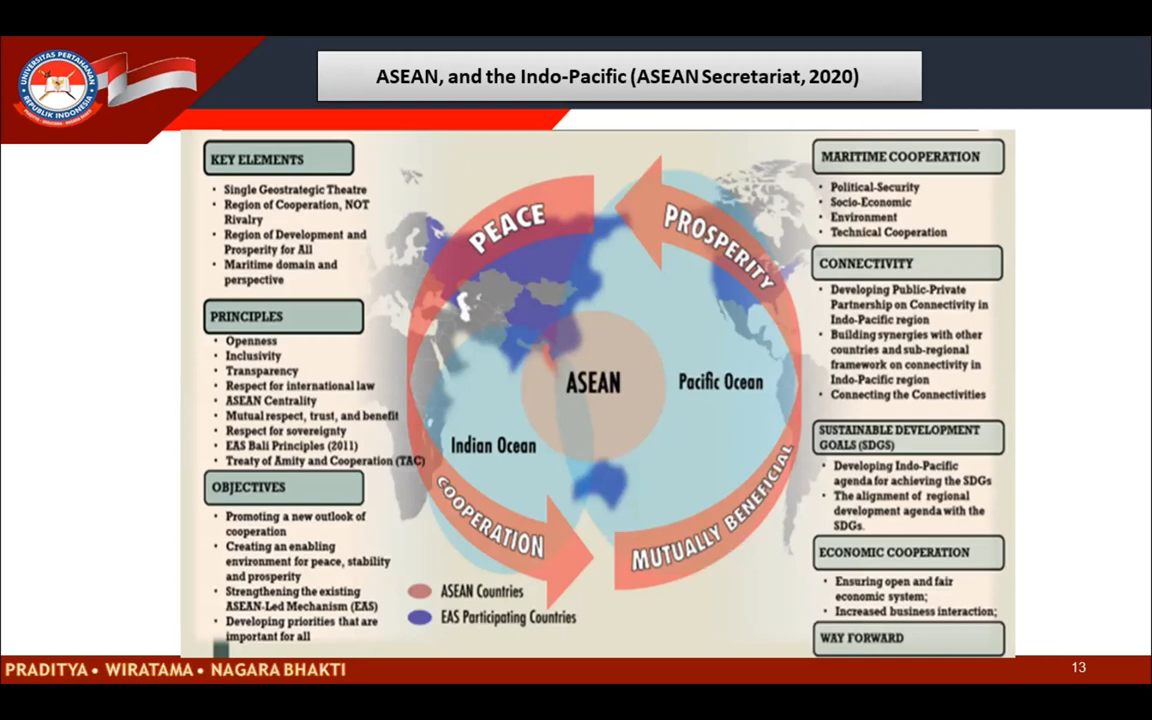 UNIVERSITAS PERTAHANAN
REPUBLIK INDONESIA
ASEAN, and the Indo-Pacific (ASEAN Secretariat, 2020)
KEY ELEMENTS
• Single Geostrategic Theatre
• Region of Cooperation, NOT
Rivalry
• Region of Development and
Prosperity for All
• Maritime domain and
perspective
PRINCIPLES
• Openness
• Inclusivity
• Transparency
• Respect for international law
• ASEAN Centrality
• Mutual respect, trust, and benefit
• Respect for sovereignty
• EAS Bali Principles (2011)
• Treaty of Amity and Cooperation (TAC)
OBJECTIVES
• Promoting a new outlook of
cooperation
• Creating an enabling
environment for peace, stability
and prosperity
• Strengthening the existing
ASEAN-Led Mechanism (EAS)
• Developing priorities that are
important for all
PEACE
PROSPERITY
ASEAN
Pacific Ocean
Indian Ocean
COOPERATION
MUTUALLY BENEFICIAL
ASEAN Countries
EAS Participating Countries
MARITIME COOPERATION
• Political-Security
• Socio-Economic
• Environment
• Technical Cooperation
CONNECTIVITY
• Developing Public-Private
Partnership on Connectivity in
Indo-Pacific region
• Building synergies with other
countries and sub-regional
framework on connectivity in
Indo-Pacific region
• Connecting the Connectivities
SUSTAINABLE DEVELOPMENT
GOALS (SDGS)
• Developing Indo-Pacific
agenda for achieving the SDGs
• The alignment of regional
development agenda with the
SDGs.
ECONOMIC COOPERATION
• Ensuring open and fair
economic system;
• Increased business interaction;
WAY FORWARD
PRADITYA • WIRATAMA • NAGARA BHAKTI
13